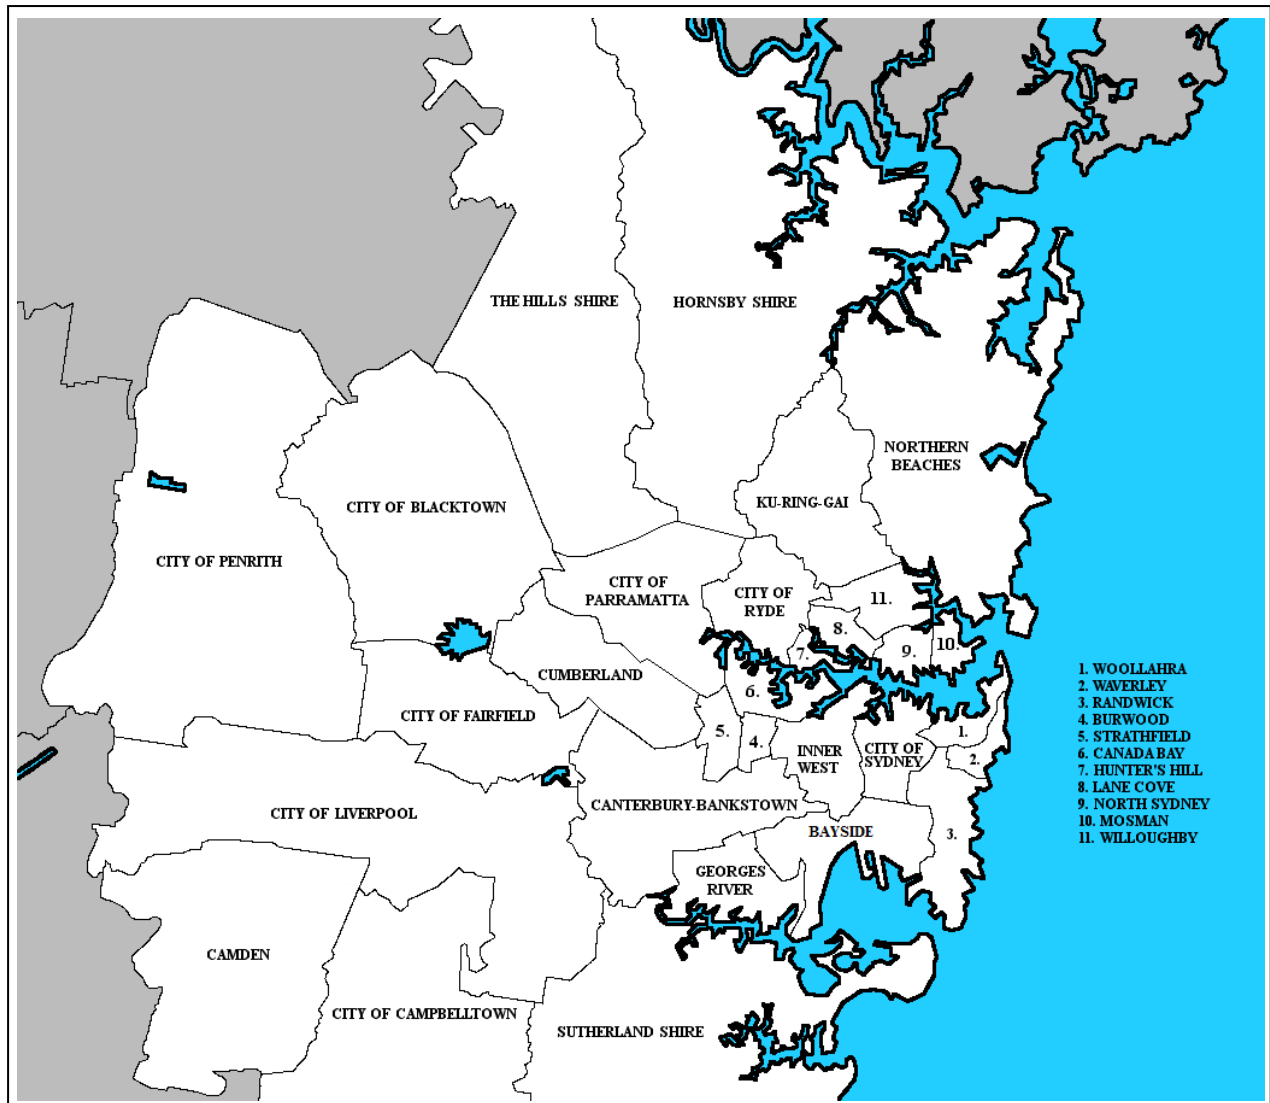 THE HILLS SHIRE
HORNSBY SHIRE
NORTHERN
BEACHES
KU-RING-GAI
CITY OF BLACKTOWN
CITY OF PENRITH
CITY OF
PARRAMATTA
CITY OF
RYDE
11.
8.
9.
10.
7.
CUMBERLAND
6.
CITY OF FAIRFIELD
5.
4.
INNER
WEST
CITY OF
SYDNEY
1.
2.
CITY OF LIVERPOOL
CANTERBURY-BANKSTOWN
BAYSIDE
3.
GEORGES
RIVER
CAMDEN
CITY OF CAMPBELLTOWN
SUTHERLAND SHIRE
1. WOOLLAHRA
2. WAVERLEY
3. RANDWICK
4. BURWOOD
5. STRATHFIELD
6. CANADA BAY
7. HUNTER'S HILL
8. LANE COVE
9. NORTH SYDNEY
10. MOSMAN
11. WILLOUGHBY